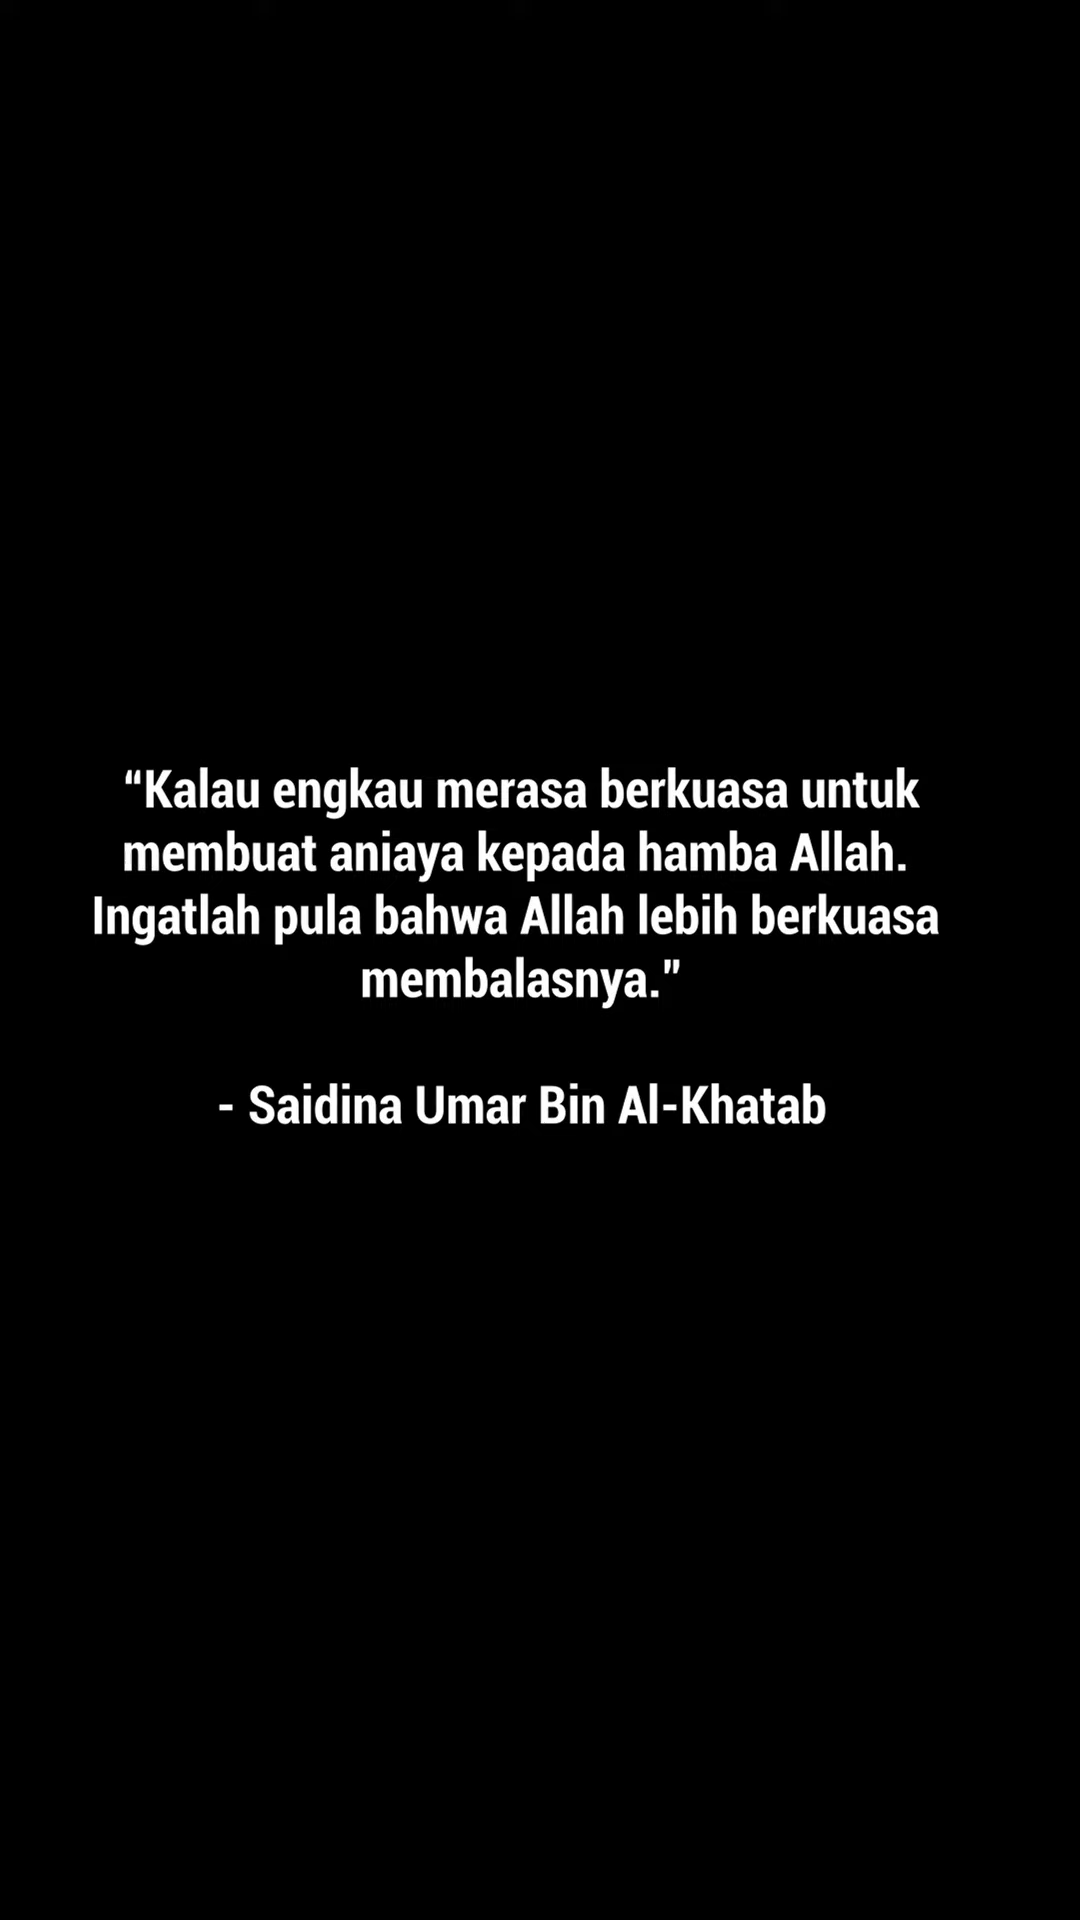 “Kalau engkau merasa berkuasa untuk
membuat aniaya kepada hamba Allah.
Ingatlah pula bahwa Allah lebih berkuasa
membalasnya.”
- Saidina Umar Bin Al-Khatab